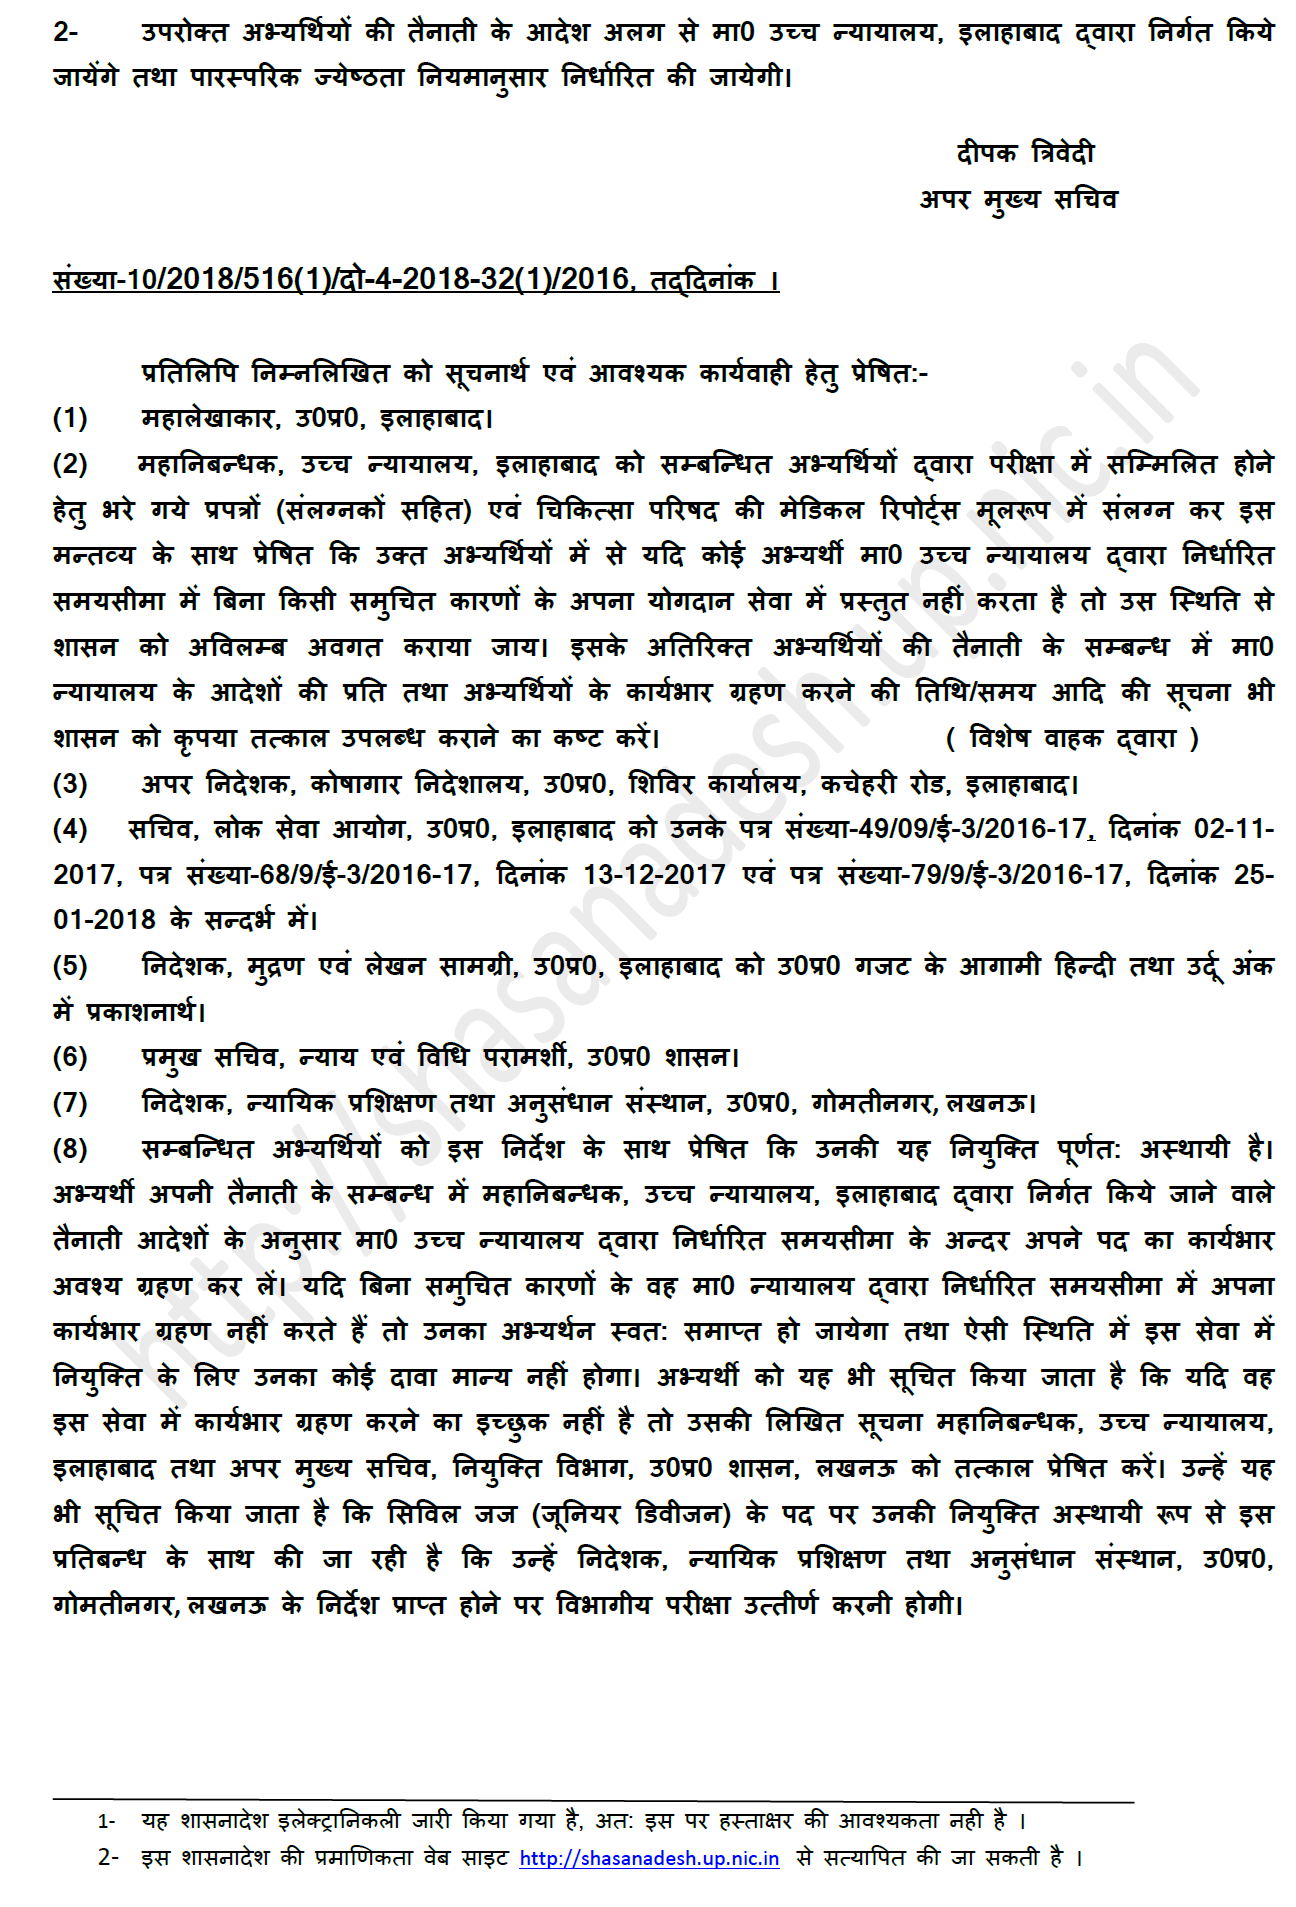 2- उपरोक्त अभ्यर्थियों की तैनाती के आदेश अलग से मा0 उच्च न्यायालय, इलाहाबाद द्वारा निर्गत किये
जायेंगे तथा पारस्परिक ज्येष्ठता नियमानुसार निर्धारित की जायेगी।
दीपक त्रिवेदी
अपर मुख्य सचिव
संख्या-10/2018/516(1)/दो-4-2018-32(1)/2016, तद्दिनांक ।
प्रतिलिपि निम्नलिखित को सूचनार्थ एवं आवश्यक कार्यवाही हेतु प्रेषित:-
(1) महालेखाकार, उ0प्र0, इलाहाबाद।
(2) महानिबन्धक, उच्च न्यायालय, इलाहाबाद को सम्बन्धित अभ्यर्थियों द्वारा परीक्षा में सम्मिलित होने
हेतु भरे गये प्रपत्रों (संलग्नकों सहित) एवं चिकित्सा परिषद की मेडिकल रिपोर्ट्स मूलरूप में संलग्न कर इस
मन्तव्य के साथ प्रेषित कि उक्त अभ्यर्थियों में से यदि कोई अभ्यर्थी मा0 उच्च न्यायालय द्वारा निर्धारित
समयसीमा में बिना किसी समुचित कारणों के अपना योगदान सेवा में प्रस्तुत नहीं करता है तो उस स्थिति से
शासन को अविलम्ब अवगत कराया जाय। इसके अतिरिक्त अभ्यर्थियों की तैनाती के सम्बन्ध में मा0
न्यायालय के आदेशों की प्रति तथा अभ्यर्थियों के कार्यभार ग्रहण करने की तिथि/समय आदि की सूचना भी
शासन को कृपया तत्काल उपलब्ध कराने का कष्ट करें। ( विशेष वाहक द्वारा )
(3) अपर निदेशक, कोषागार निदेशालय, उ0प्र0, शिविर कार्यालय, कचेहरी रोड, इलाहाबाद।
(4) सचिव, लोक सेवा आयोग, उ0प्र0, इलाहाबाद को उनके पत्र संख्या-49/09/ई-3/2016-17, दिनांक 02-11-
2017, पत्र संख्या-68/9/ई-3/2016-17, दिनांक 13-12-2017 एवं पत्र संख्या-79/9/ई-3/2016-17, दिनांक 25-
01-2018 के सन्दर्भ में।
(5) निदेशक, मुद्रण एवं लेखन सामग्री, उ0प्र0, इलाहाबाद को उ0प्र0 गजट के आगामी हिन्दी तथा उर्दू अंक
में प्रकाशनार्थ।
(6) प्रमुख सचिव, न्याय एवं विधि परामर्शी, उ0प्र0 शासन।
(7) निदेशक, न्यायिक प्रशिक्षण तथा अनुसंधान संस्थान, उ0प्र0, गोमतीनगर, लखनऊ।
(8) सम्बन्धित अभ्यर्थियों को इस निर्देश के साथ प्रेषित कि उनकी यह नियुक्ति पूर्णत: अस्थायी है।
अभ्यर्थी अपनी तैनाती के सम्बन्ध में महानिबन्धक, उच्च न्यायालय, इलाहाबाद द्वारा निर्गत किये जाने वाले
तैनाती आदेशों के अनुसार मा0 उच्च न्यायालय द्वारा निर्धारित समयसीमा के अन्दर अपने पद का कार्यभार
अवश्य ग्रहण कर लें। यदि बिना समुचित कारणों के वह मा0 न्यायालय द्वारा निर्धारित समयसीमा में अपना
कार्यभार ग्रहण नहीं करते हैं तो उनका अभ्यर्थन स्वत: समाप्त हो जायेगा तथा ऐसी स्थिति में इस सेवा में
नियुक्ति के लिए उनका कोई दावा मान्य नहीं होगा। अभ्यर्थी को यह भी सूचित किया जाता है कि यदि वह
इस सेवा में कार्यभार ग्रहण करने का इच्छुक नहीं है तो उसकी लिखित सूचना महानिबन्धक, उच्च न्यायालय,
इलाहाबाद तथा अपर मुख्य सचिव, नियुक्ति विभाग, उ0प्र0 शासन, लखनऊ को तत्काल प्रेषित करें। उन्हें यह
भी सूचित किया जाता है कि सिविल जज (जूनियर डिवीजन) के पद पर उनकी नियुक्ति अस्थायी रूप से इस
प्रतिबन्ध के साथ की जा रही है कि उन्हें निदेशक, न्यायिक प्रशिक्षण तथा अनुसंधान संस्थान, उ0प्र0,
गोमतीनगर, लखनऊ के निर्देश प्राप्त होने पर विभागीय परीक्षा उत्तीर्ण करनी होगी।
http://shasanadesh.up.nic.in
1- यह शासनादेश इलेक्ट्रानिकली जारी किया गया है, अत: इस पर हस्ताक्षर की आवश्यकता नही है ।
2- इस शासनादेश की प्रमाणिकता वेब साइट http://shasanadesh.up.nic.in से सत्यापित की जा सकती है ।